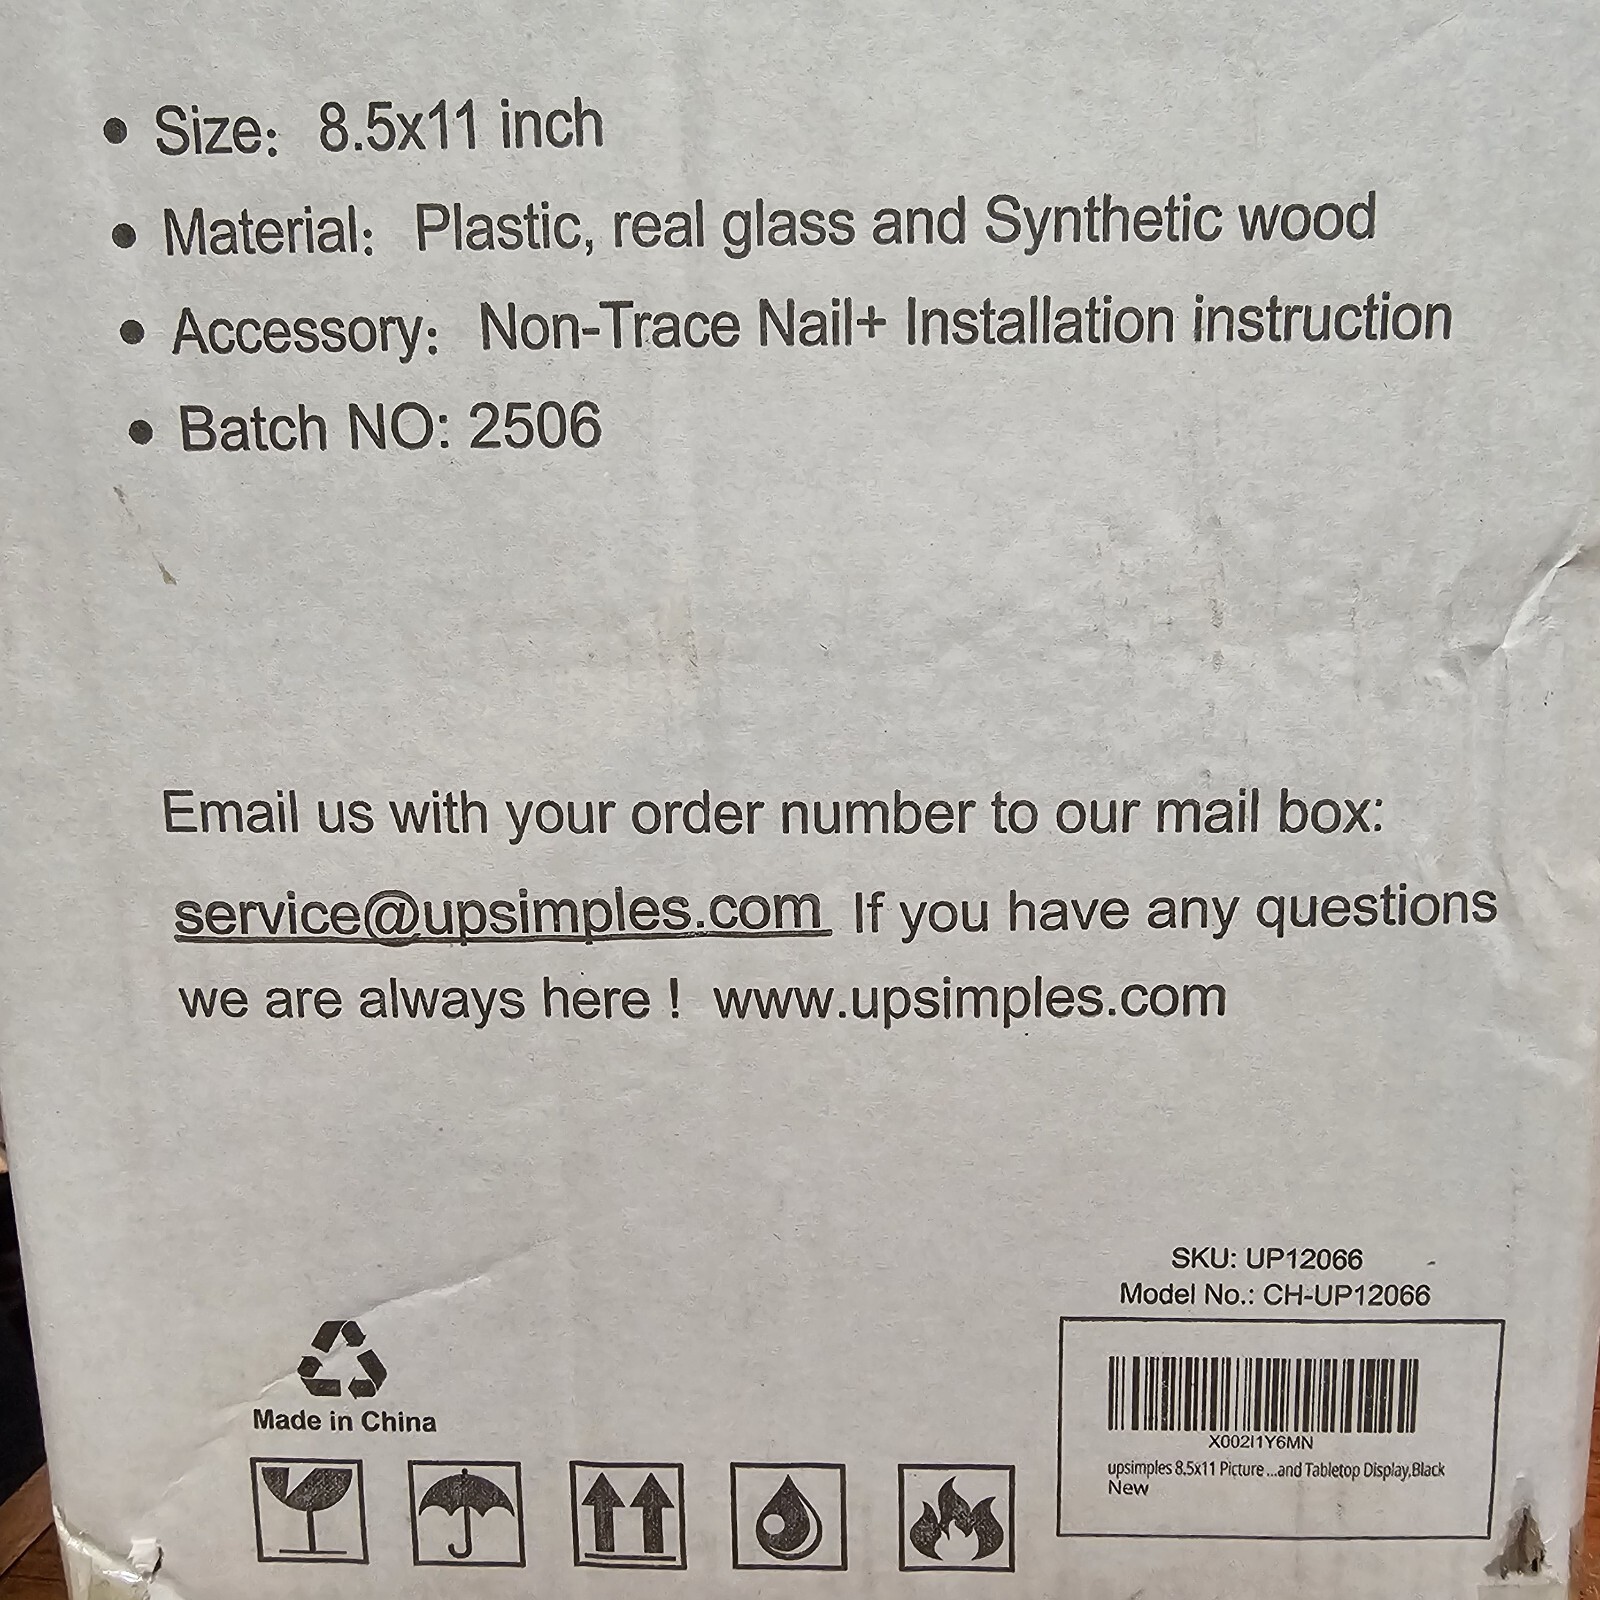 • Size: 8.5x11 inch
• Material: Plastic, real glass and Synthetic wood
• Accessory: Non-Trace Nail+ Installation instruction
• Batch NO: 2506
Email us with your order number to our mail box:
service@upsimples.com If you have any questions
we are always here ! www.upsimples.com
SKU: UP12066
Model No.: CH-UP12066
X002I1Y6MN
upsimples 8.5x11 Picture ...and Tabletop Display,Black
New
Made in China